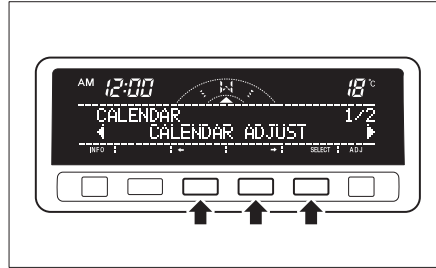 AM 12:00 18 °C
CALENDAR 1/2
CALENDAR ADJUST
INFO ← → SELECT ADJ